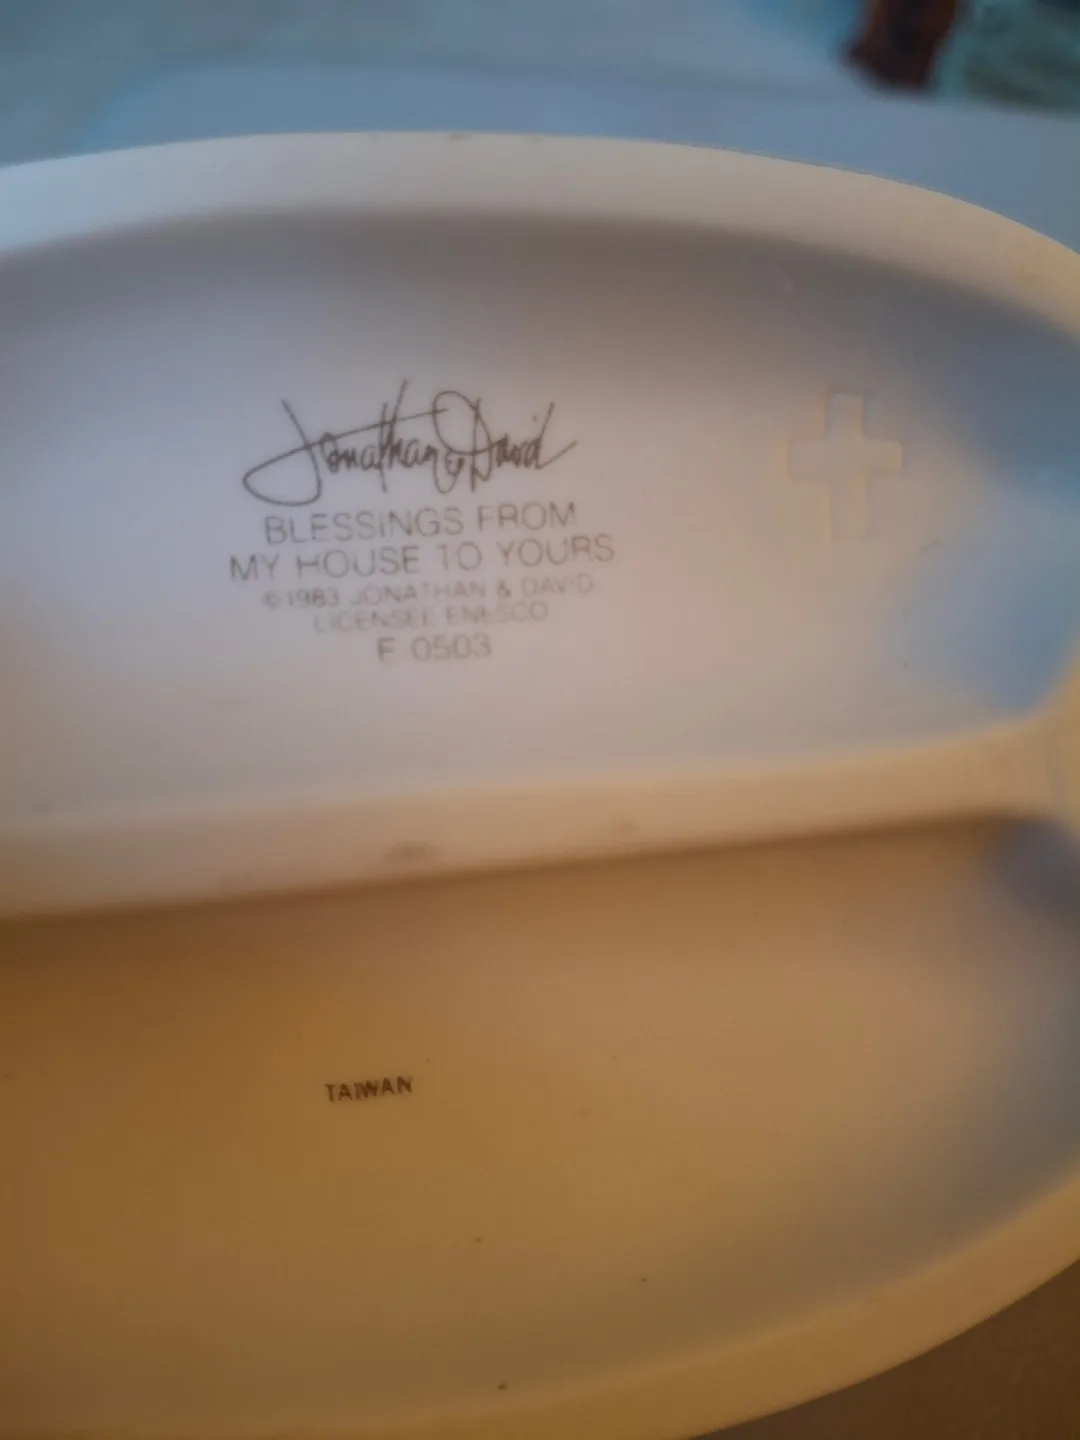 Jonathan & David
BLESSINGS FROM
MY HOUSE TO YOURS
©1983 JONATHAN & DAVID
LICENSEE ENESCO
E 0503
TAIWAN